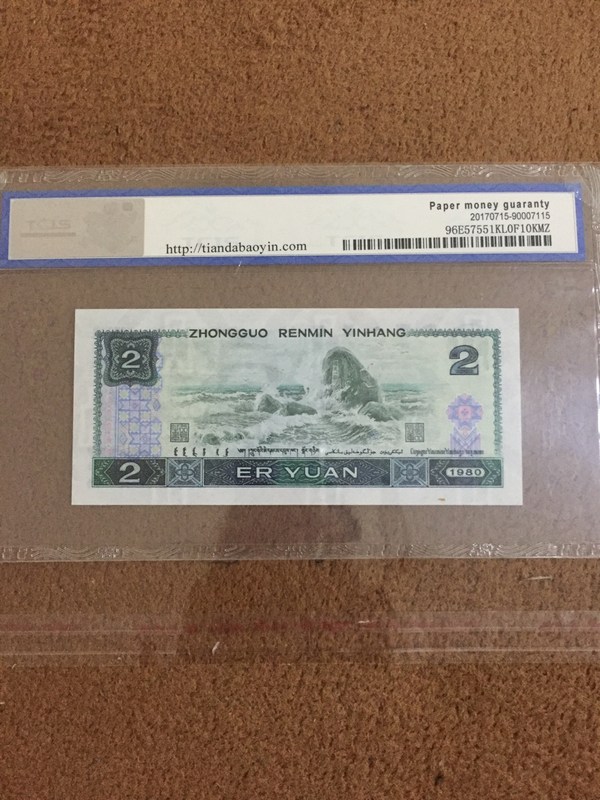 Paper money guaranty
20170715-90007115
96E57551KL0F10KMZ
http://tiandabaoyin.com
ZHONGGUO RENMIN YINHANG
2
2
2
ER YUAN
1980